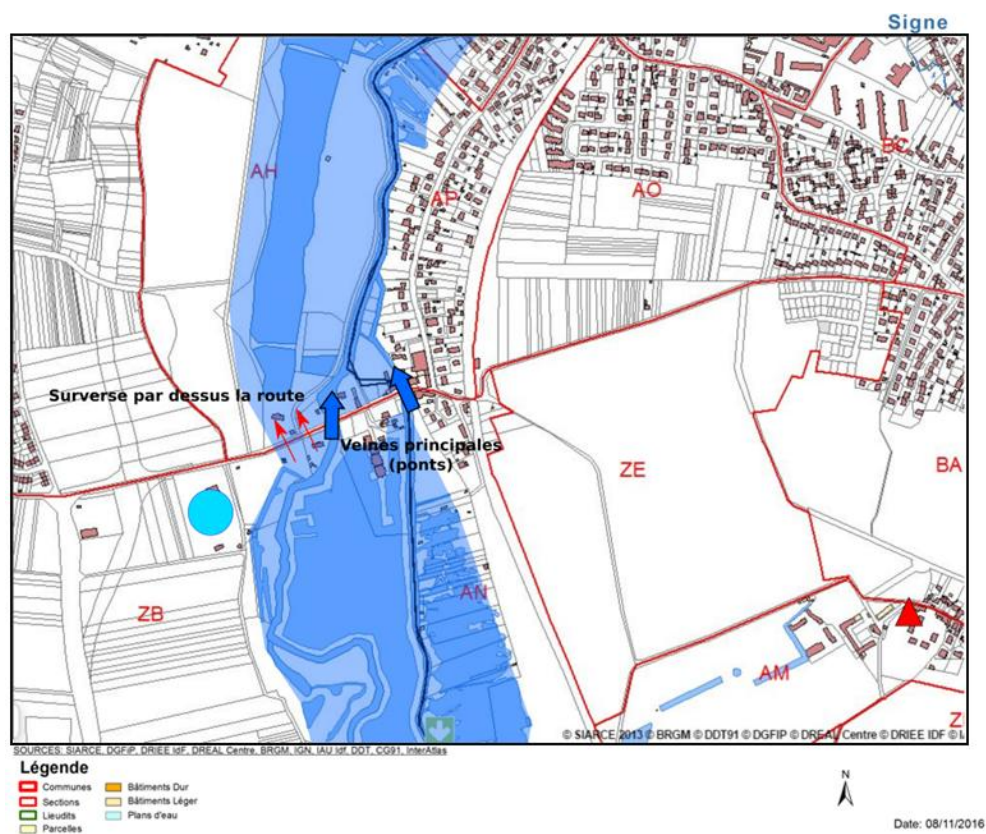 Signe
BC
AH
AP
AO
Surverse par dessus la route
Veines principales
(ponts)
ZE
BA
ZB
AN
AM
Z
© SIARCE 2013 © BRGM © DDT91 © DGFIP © DREAL Centre © DRIEE IDF © I
SOURCES: SIARCE, DGFiP, DRIEE IdF, DREAL Centre, BRGM, IGN, IAU Idf, DDT, CG91, InterAtlas
Légende
Communes
Bâtiments Dur
Sections
Bâtiments Léger
Lieudits
Plans d'eau
Parcelles
N
Date: 08/11/2016